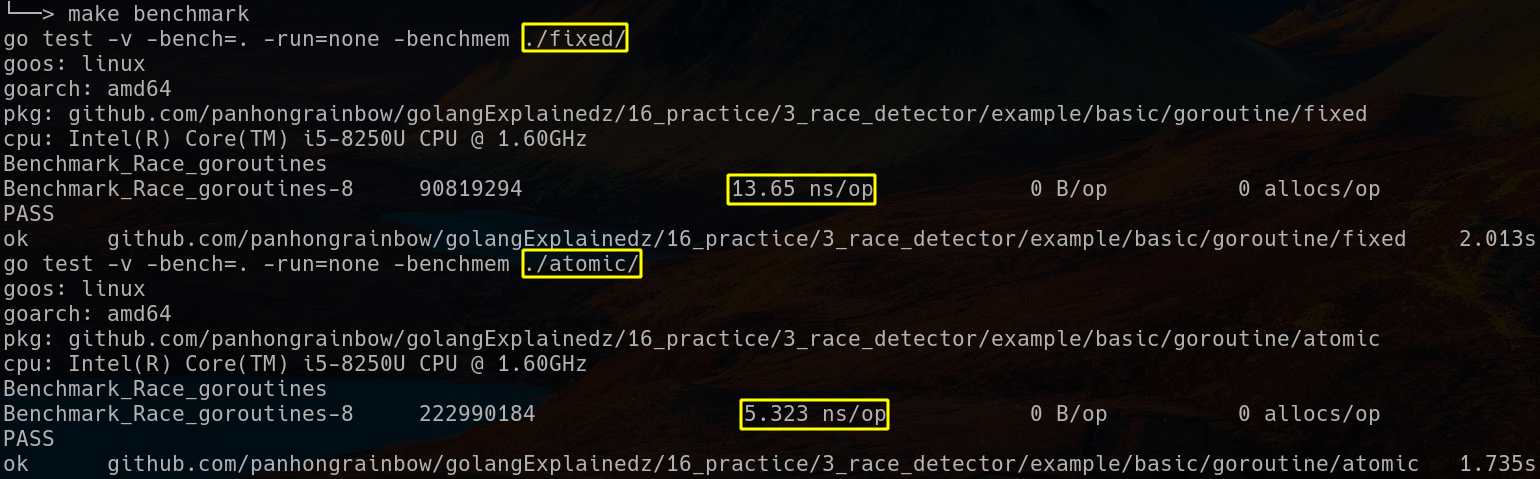 └──> make benchmark
go test -v -bench=. -run=none -benchmem ./fixed/
goos: linux
goarch: amd64
pkg: github.com/panhongrainbow/golangExplainedz/16_practice/3_race_detector/example/basic/goroutine/fixed
cpu: Intel(R) Core(TM) i5-8250U CPU @ 1.60GHz
Benchmark_Race_goroutines
Benchmark_Race_goroutines-8     90819294                13.65 ns/op            0 B/op          0 allocs/op
PASS
ok      github.com/panhongrainbow/golangExplainedz/16_practice/3_race_detector/example/basic/goroutine/fixed    2.013s
go test -v -bench=. -run=none -benchmem ./atomic/
goos: linux
goarch: amd64
pkg: github.com/panhongrainbow/golangExplainedz/16_practice/3_race_detector/example/basic/goroutine/atomic
cpu: Intel(R) Core(TM) i5-8250U CPU @ 1.60GHz
Benchmark_Race_goroutines
Benchmark_Race_goroutines-8     222990184                5.323 ns/op           0 B/op          0 allocs/op
PASS
ok      github.com/panhongrainbow/golangExplainedz/16_practice/3_race_detector/example/basic/goroutine/atomic   1.735s